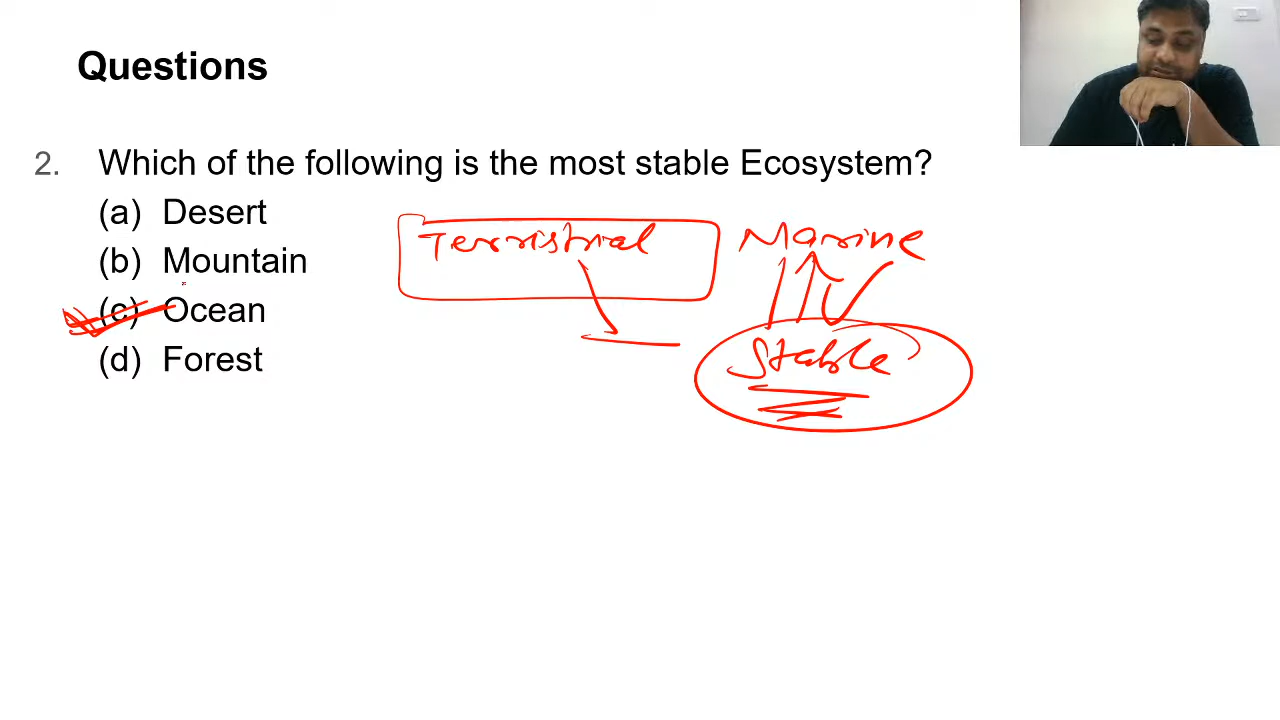 Questions
2. Which of the following is the most stable Ecosystem?
(a) Desert
(b) Mountain
(c) Ocean
(d) Forest
Terristrial
Marine
Stable